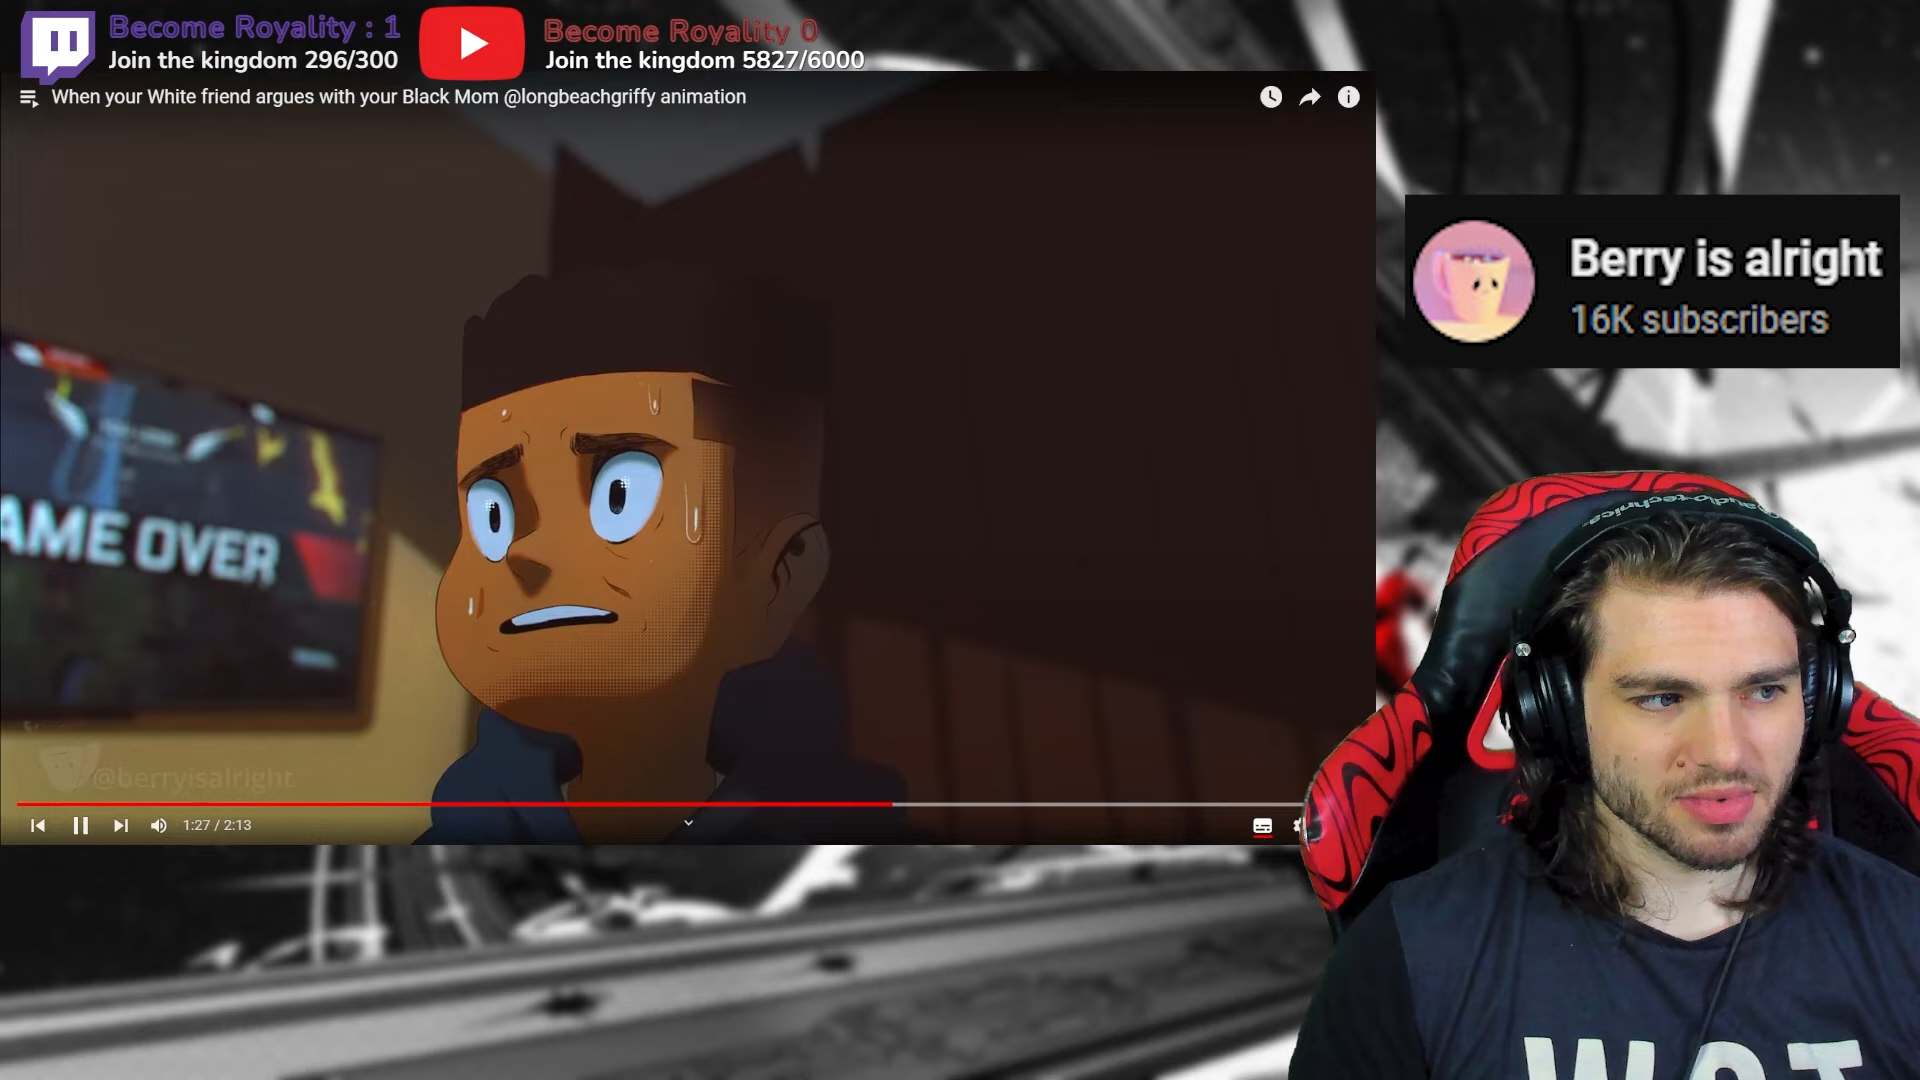 Become Royality : 1
Join the kingdom 296/300
Become Royality 0
Join the kingdom 5827/6000
When your White friend argues with your Black Mom @longbeachgriffy animation
Berry is alright
16K subscribers
audio-technica
AME OVER
@berryisalright
1:27 / 2:13